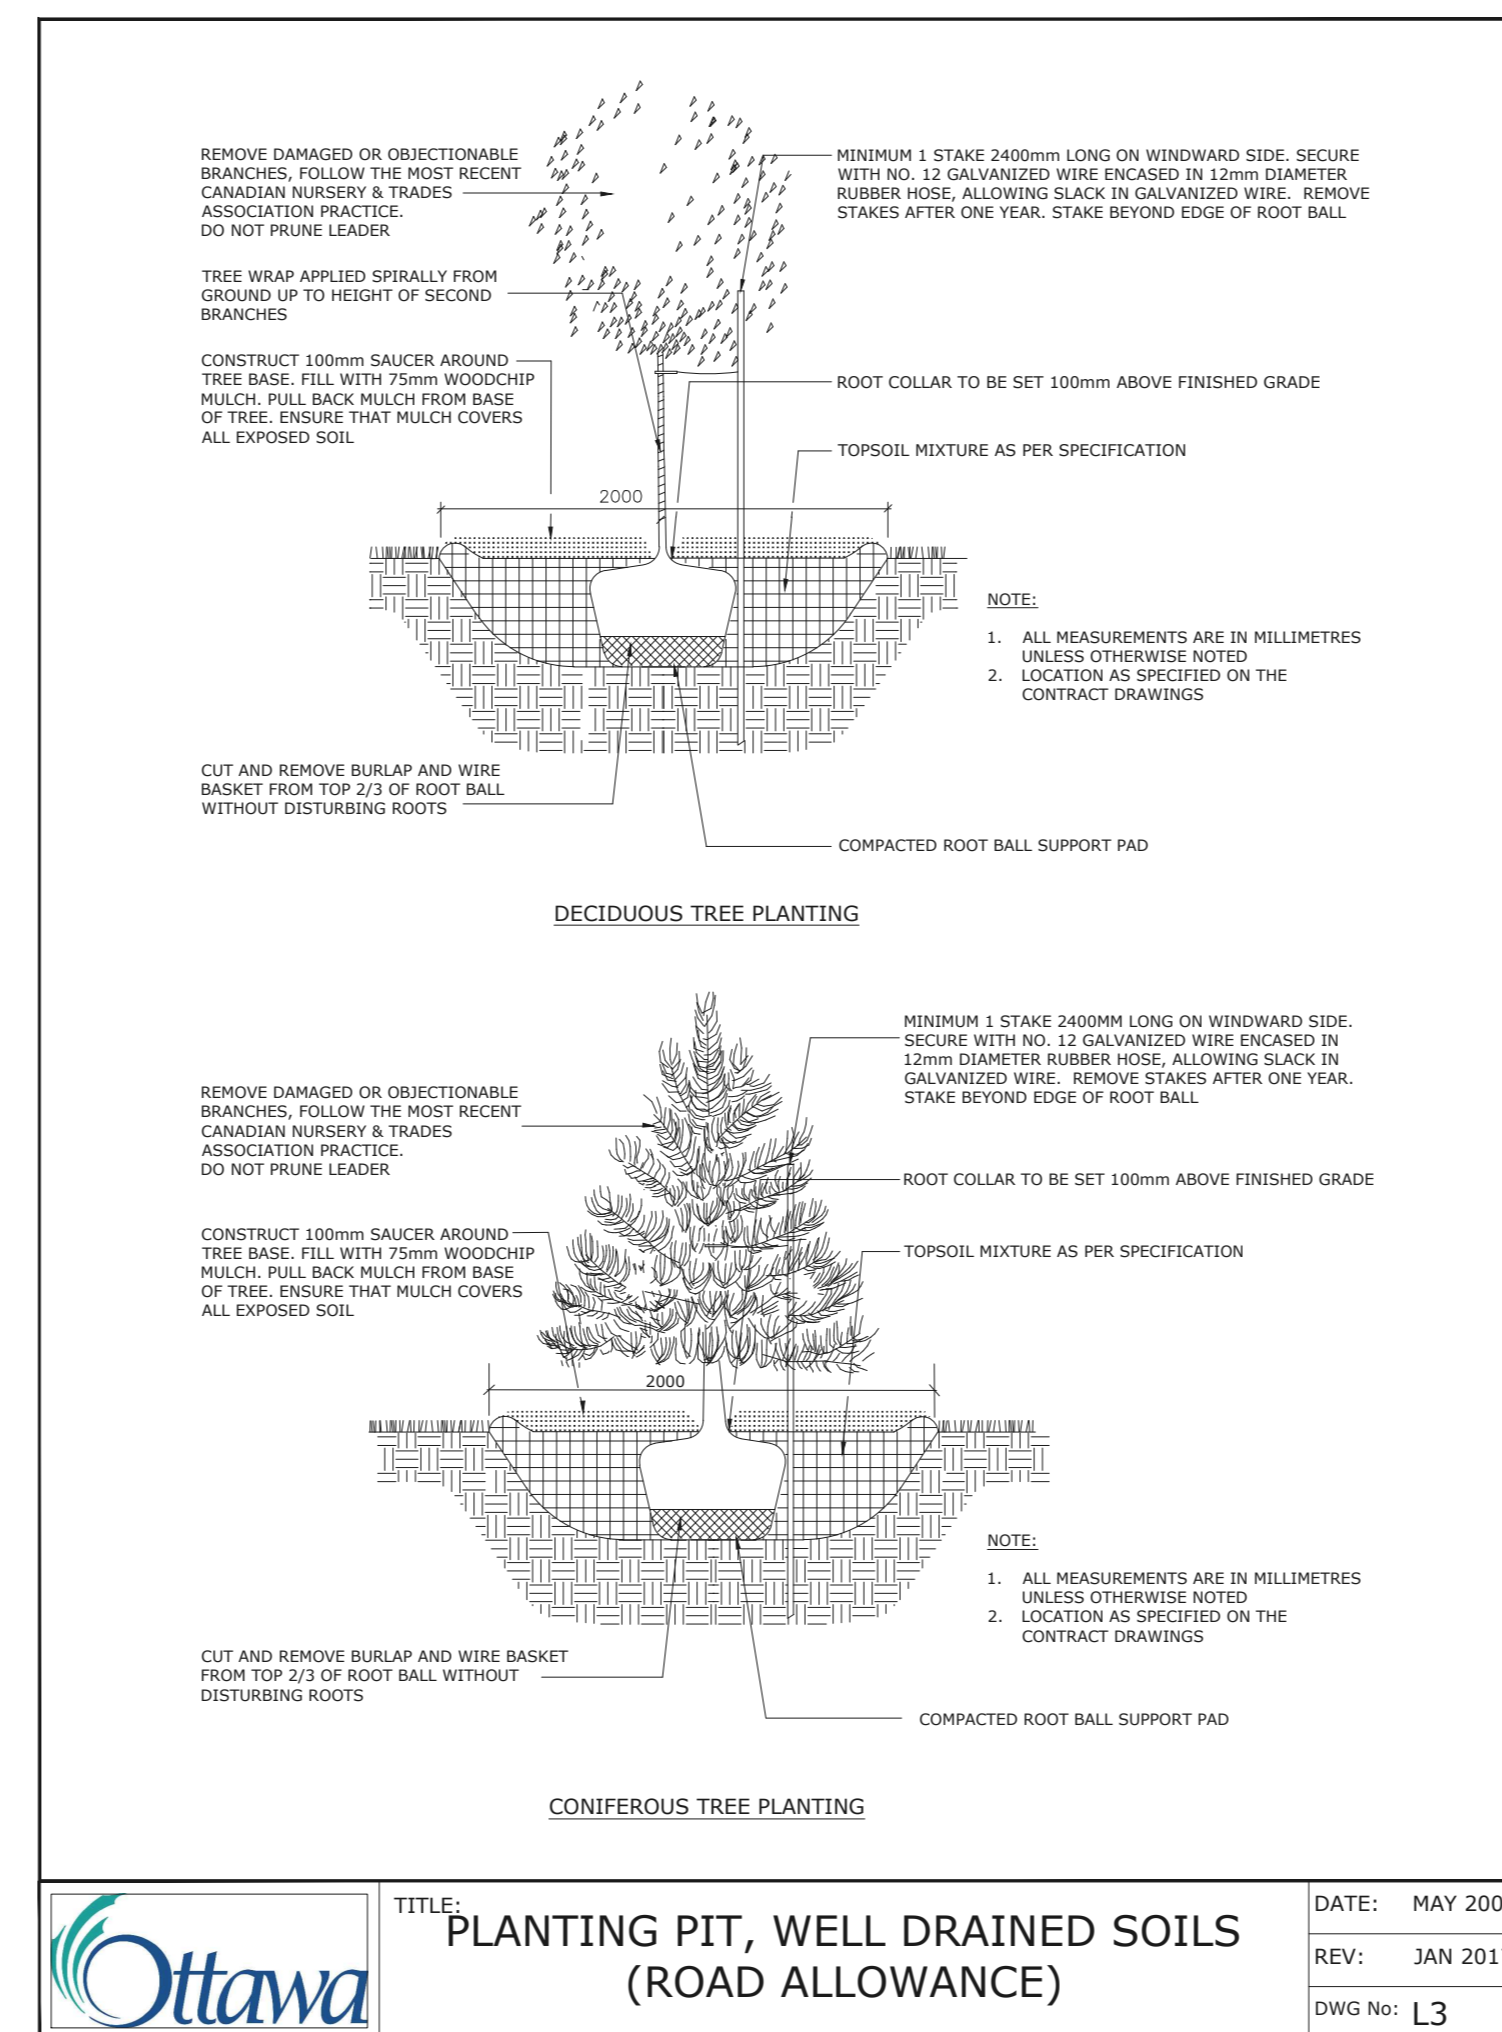 REMOVE DAMAGED OR OBJECTIONABLE
BRANCHES, FOLLOW THE MOST RECENT
CANADIAN NURSERY & TRADES
ASSOCIATION PRACTICE.
DO NOT PRUNE LEADER
TREE WRAP APPLIED SPIRALLY FROM
GROUND UP TO HEIGHT OF SECOND
BRANCHES
CONSTRUCT 100mm SAUCER AROUND
TREE BASE. FILL WITH 75mm WOODCHIP
MULCH. PULL BACK MULCH FROM BASE
OF TREE. ENSURE THAT MULCH COVERS
ALL EXPOSED SOIL
MINIMUM 1 STAKE 2400mm LONG ON WINDWARD SIDE. SECURE
WITH NO. 12 GALVANIZED WIRE ENCASED IN 12mm DIAMETER
RUBBER HOSE, ALLOWING SLACK IN GALVANIZED WIRE. REMOVE
STAKES AFTER ONE YEAR. STAKE BEYOND EDGE OF ROOT BALL
ROOT COLLAR TO BE SET 100mm ABOVE FINISHED GRADE
TOPSOIL MIXTURE AS PER SPECIFICATION
2000
NOTE:
1. ALL MEASUREMENTS ARE IN MILLIMETRES
UNLESS OTHERWISE NOTED
2. LOCATION AS SPECIFIED ON THE
CONTRACT DRAWINGS
CUT AND REMOVE BURLAP AND WIRE
BASKET FROM TOP 2/3 OF ROOT BALL
WITHOUT DISTURBING ROOTS
COMPACTED ROOT BALL SUPPORT PAD
DECIDUOUS TREE PLANTING
REMOVE DAMAGED OR OBJECTIONABLE
BRANCHES, FOLLOW THE MOST RECENT
CANADIAN NURSERY & TRADES
ASSOCIATION PRACTICE.
DO NOT PRUNE LEADER
CONSTRUCT 100mm SAUCER AROUND
TREE BASE. FILL WITH 75mm WOODCHIP
MULCH. PULL BACK MULCH FROM BASE
OF TREE. ENSURE THAT MULCH COVERS
ALL EXPOSED SOIL
MINIMUM 1 STAKE 2400MM LONG ON WINDWARD SIDE.
SECURE WITH NO. 12 GALVANIZED WIRE ENCASED IN
12mm DIAMETER RUBBER HOSE, ALLOWING SLACK IN
GALVANIZED WIRE. REMOVE STAKES AFTER ONE YEAR.
STAKE BEYOND EDGE OF ROOT BALL
ROOT COLLAR TO BE SET 100mm ABOVE FINISHED GRADE
TOPSOIL MIXTURE AS PER SPECIFICATION
2000
NOTE:
1. ALL MEASUREMENTS ARE IN MILLIMETRES
UNLESS OTHERWISE NOTED
2. LOCATION AS SPECIFIED ON THE
CONTRACT DRAWINGS
CUT AND REMOVE BURLAP AND WIRE BASKET
FROM TOP 2/3 OF ROOT BALL WITHOUT
DISTURBING ROOTS
COMPACTED ROOT BALL SUPPORT PAD
CONIFEROUS TREE PLANTING
Ottawa
TITLE:
PLANTING PIT, WELL DRAINED SOILS
(ROAD ALLOWANCE)
DATE: MAY 200
REV: JAN 201
DWG No: L3